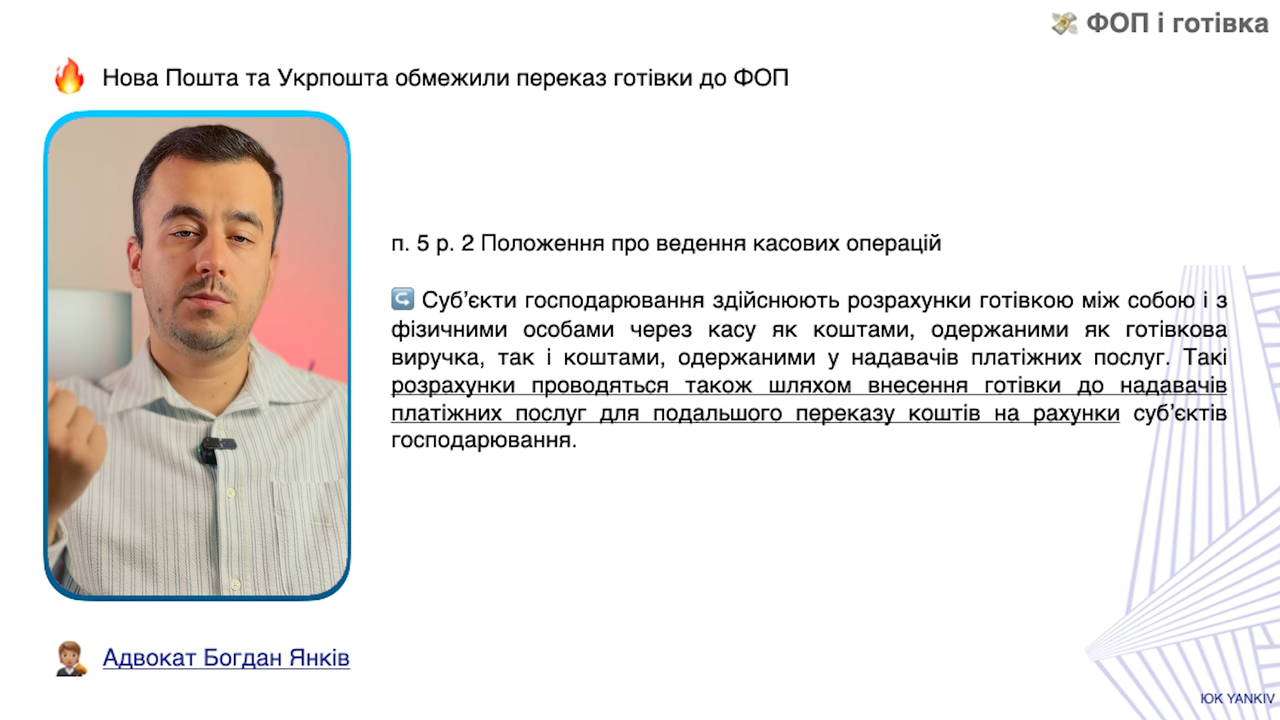 ФОП і готівка
Нова Пошта та Укрпошта обмежили переказ готівки до ФОП
п. 5 р. 2 Положення про ведення касових операцій
Суб’єкти господарювання здійснюють розрахунки готівкою між собою і з
фізичними особами через касу як коштами, одержаними як готівкова
виручка, так і коштами, одержаними у надавачів платіжних послуг. Такі
розрахунки проводяться також шляхом внесення готівки до надавачів
платіжних послуг для подальшого переказу коштів на рахунки суб’єктів
господарювання.
Адвокат Богдан Янків
ЮК YANKIV